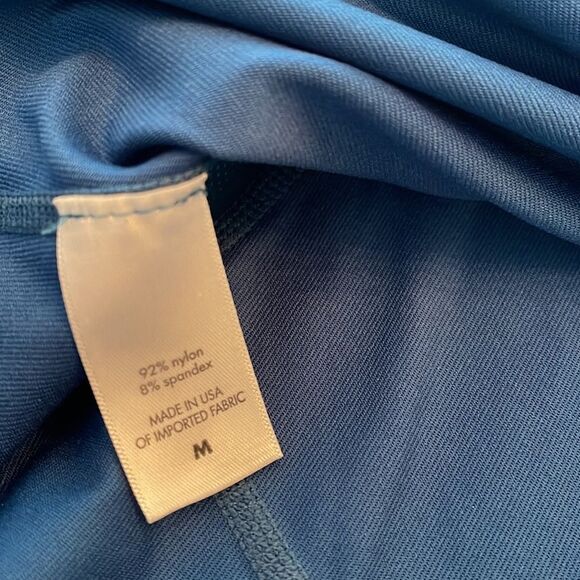 92% nylon
8% spandex
MADE IN USA
OF IMPORTED FABRIC
M